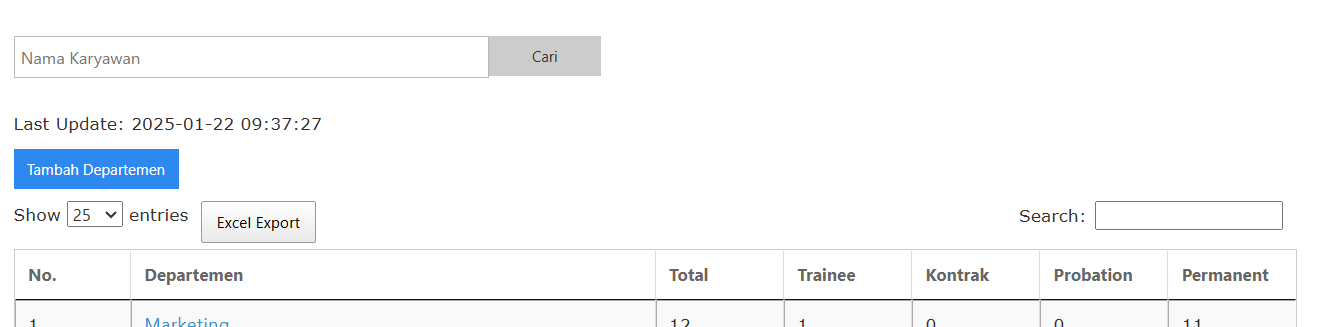 Nama Karyawan Cari
Last Update: 2025-01-22 09:37:27
Tambah Departemen
Show 25 entries Excel Export Search:
No. Departemen Total Trainee Kontrak Probation Permanent
1 Marketing 12 1 0 0 11